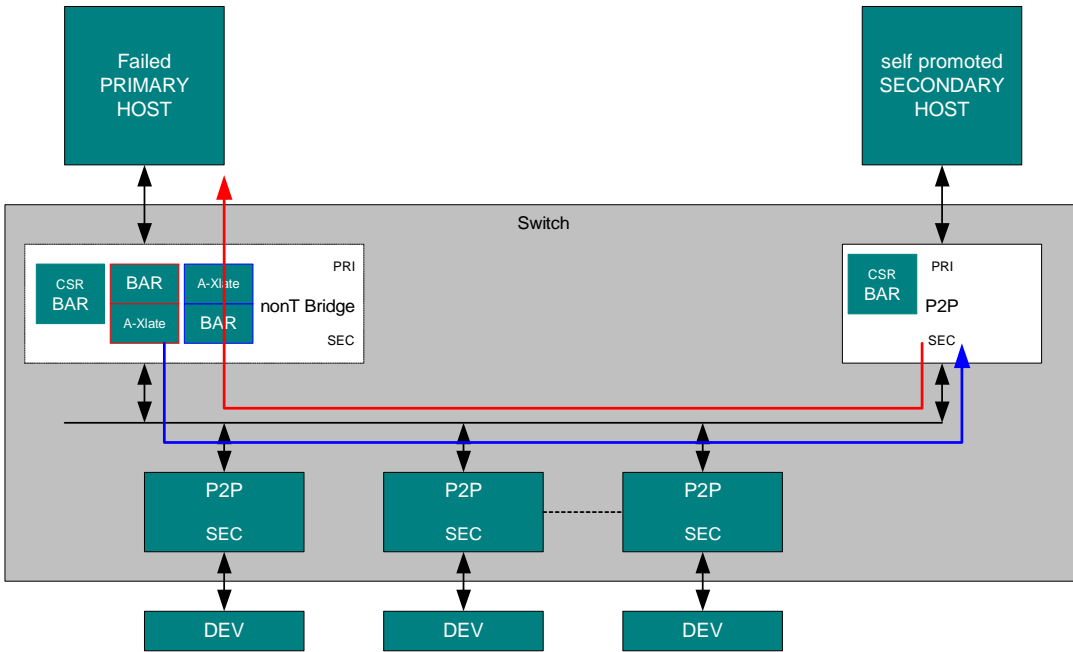 Failed
PRIMARY
HOST
self promoted
SECONDARY
HOST
Switch
CSR
BAR
BAR
A-Xlate
A-Xlate
BAR
PRI
nonT Bridge
SEC
CSR
BAR
PRI
P2P
SEC
P2P
SEC
P2P
SEC
P2P
SEC
DEV
DEV
DEV